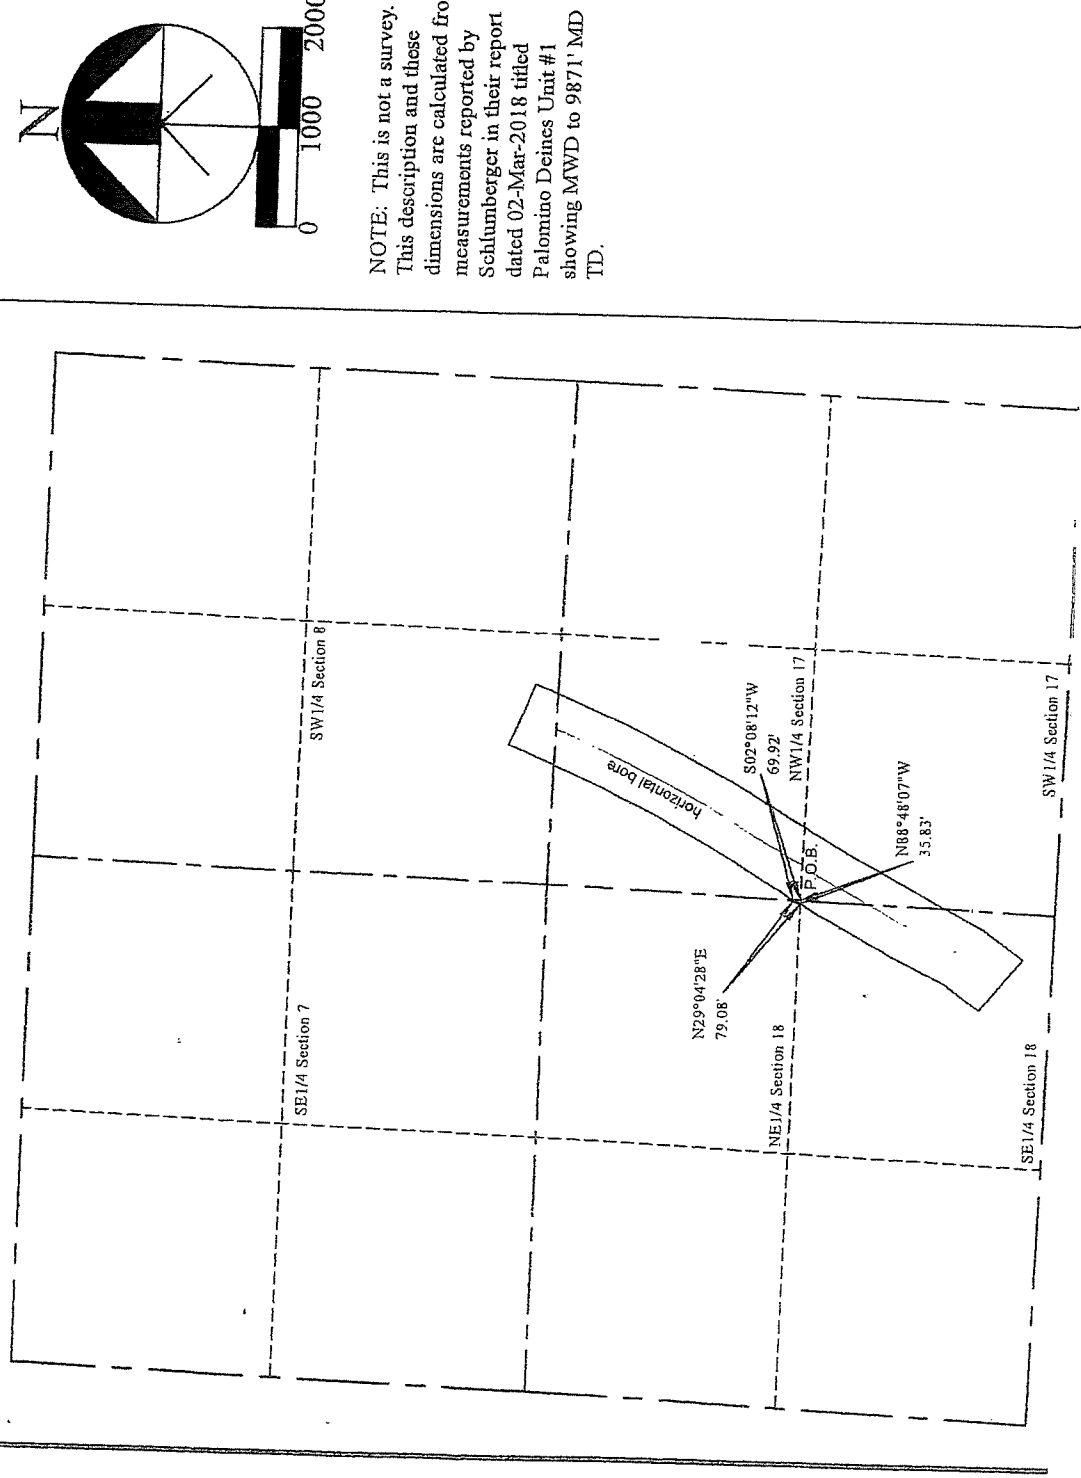 N
0 1000 2000
NOTE: This is not a survey.
This description and these
dimensions are calculated fro
measurements reported by
Schlumberger in their report
dated 02-Mar-2018 titled
Palomino Deines Unit #1
showing MWD to 9871' MD
TD.
SW1/4 Section 8
SE1/4 Section 7
horizontal bore
S02°08'12"W
69.92'
NW1/4 Section 17
P.O.B.
N88°48'07"W
35.83'
N29°04'28"E
79.08'
NE1/4 Section 18
SW1/4 Section 17
SE1/4 Section 18